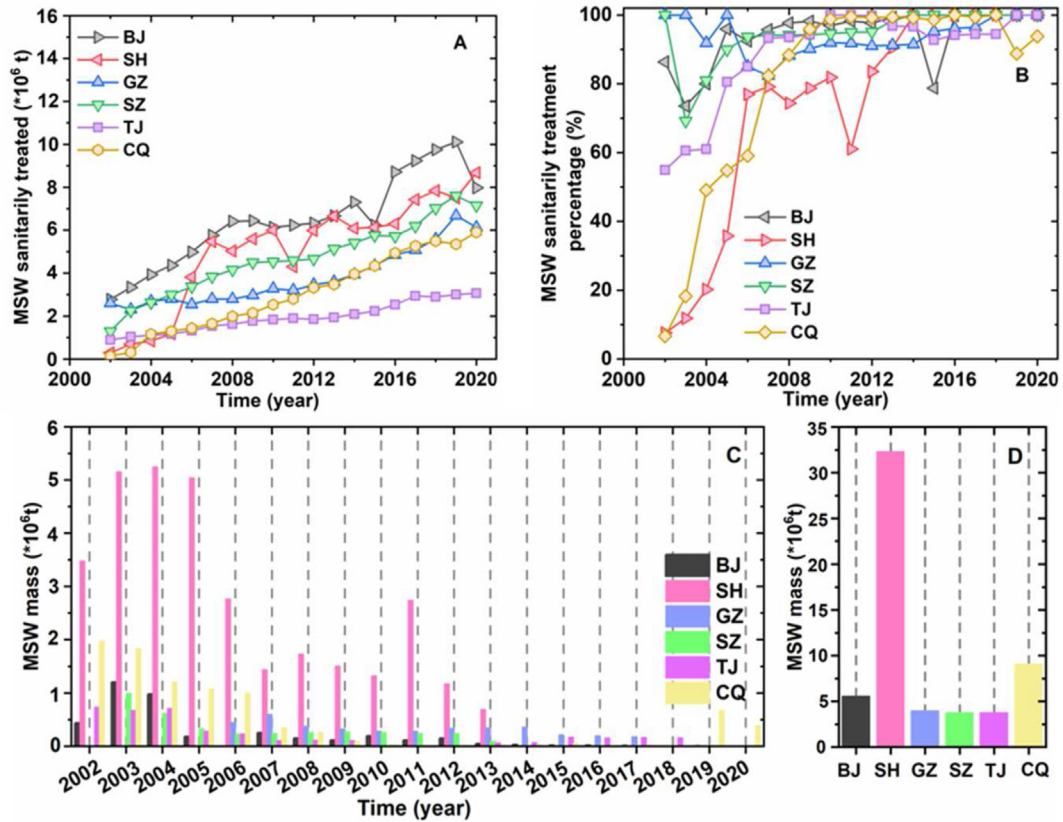 A
BJ
SH
GZ
SZ
TJ
CQ
MSW sanitarily treated (*10⁶ t)
16
14
12
10
8
6
4
2
0
2000 2004 2008 2012 2016 2020
Time (year)
B
MSW sanitarily treatment
percentage (%)
100
80
60
40
20
0
BJ
SH
GZ
SZ
TJ
CQ
2000 2004 2008 2012 2016 2020
Time (year)
C
MSW mass (*10⁶t)
6
5
4
3
2
1
0
BJ
SH
GZ
SZ
TJ
CQ
2002 2003 2004 2005 2006 2007 2008 2009 2010 2011 2012 2013 2014 2015 2016 2017 2018 2019 2020
Time (year)
D
MSW mass (*10⁶t)
35
30
25
20
15
10
5
0
BJ SH GZ SZ TJ CQ